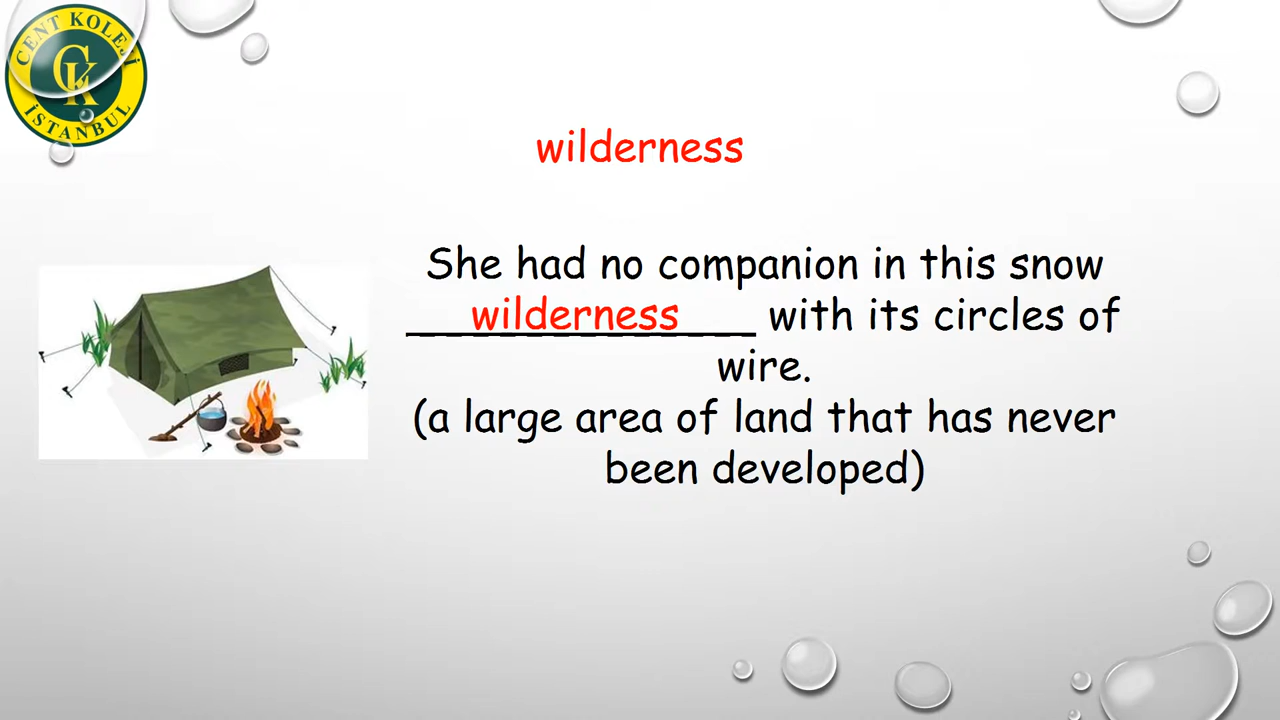 CENT KOLEJİ
CK
İSTANBUL
wilderness
She had no companion in this snow
wilderness with its circles of
wire.
(a large area of land that has never
been developed)